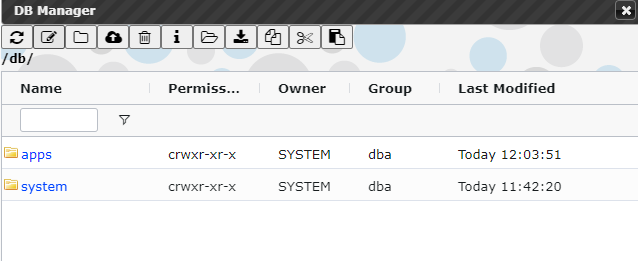 DB Manager
/db/
Name Permiss... Owner Group Last Modified
apps crwxr-xr-x SYSTEM dba Today 12:03:51
system crwxr-xr-x SYSTEM dba Today 11:42:20